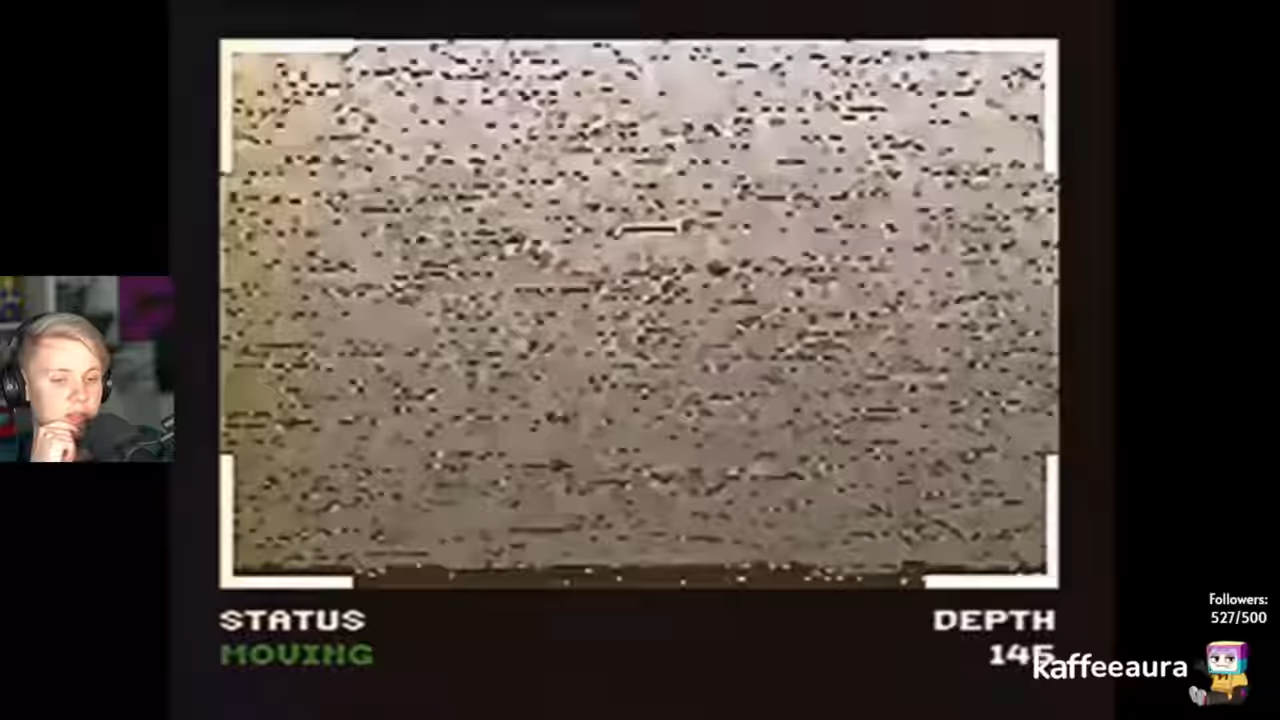 STATUS
DEPTH
MOVING
145
kaffeeaura
Followers:
527/500